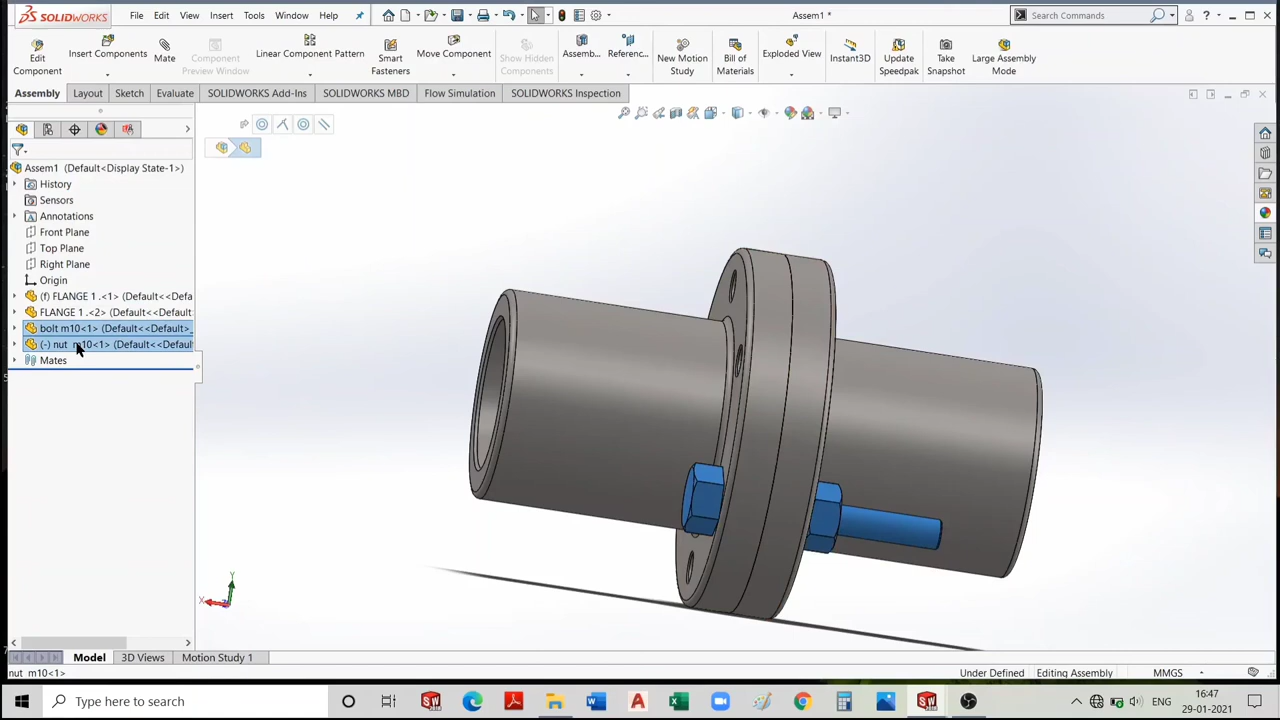 SOLIDWORKS File Edit View Insert Tools Window Help Assem1 * Search Commands
Edit Component
Insert Components
Mate
Component Preview Window
Linear Component Pattern
Smart Fasteners
Move Component
Show Hidden Components
Assemb...
Referenc...
New Motion Study
Bill of Materials
Exploded View
Instant3D
Update Speedpak
Take Snapshot
Large Assembly Mode
Assembly Layout Sketch Evaluate SOLIDWORKS Add-Ins SOLIDWORKS MBD Flow Simulation SOLIDWORKS Inspection
Assem1 (Default<Display State-1>)
History
Sensors
Annotations
Front Plane
Top Plane
Right Plane
Origin
(f) FLANGE 1 .<1> (Default<<Defa
FLANGE 1 .<2> (Default<<Default
bolt m10<1> (Default<<Default>_
(-) nut m10<1> (Default<<Defaul
Mates
Y
X
Model 3D Views Motion Study 1
nut m10<1> Under Defined Editing Assembly MMGS
Type here to search
ENG
16:47
29-01-2021